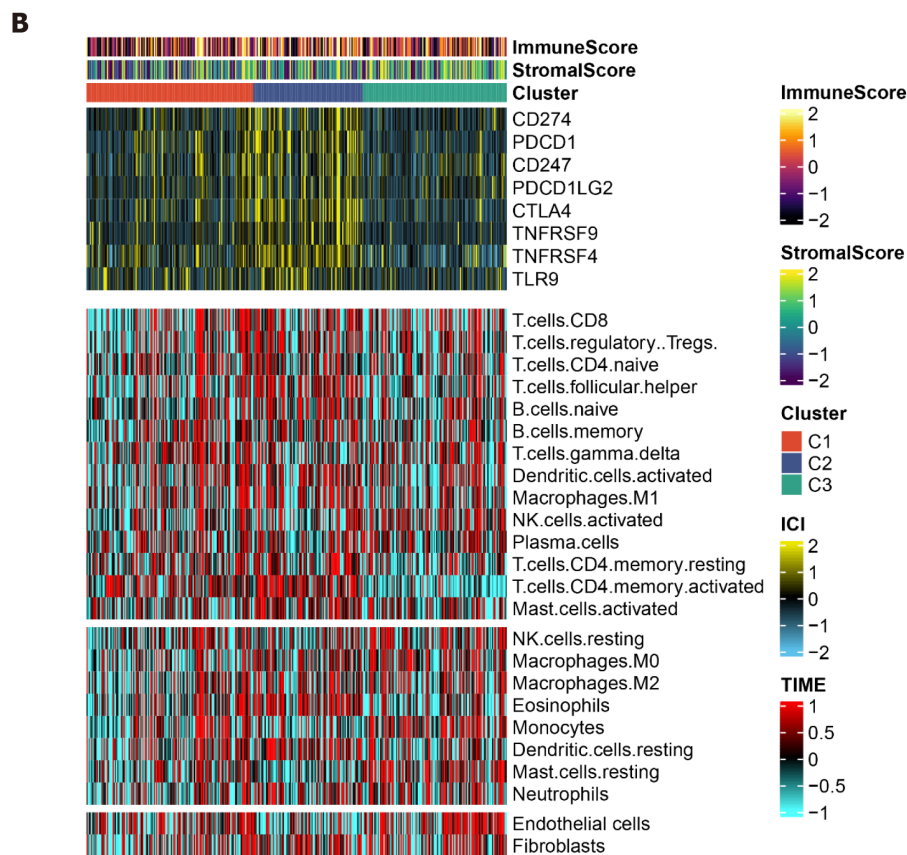 B
ImmuneScore
StromalScore
Cluster
CD274
PDCD1
CD247
PDCD1LG2
CTLA4
TNFRSF9
TNFRSF4
TLR9
T.cells.CD8
T.cells.regulatory..Tregs.
T.cells.CD4.naive
T.cells.follicular.helper
B.cells.naive
B.cells.memory
T.cells.gamma.delta
Dendritic.cells.activated
Macrophages.M1
NK.cells.activated
Plasma.cells
T.cells.CD4.memory.resting
T.cells.CD4.memory.activated
Mast.cells.activated
NK.cells.resting
Macrophages.M0
Macrophages.M2
Eosinophils
Monocytes
Dendritic.cells.resting
Mast.cells.resting
Neutrophils
Endothelial cells
Fibroblasts
ImmuneScore
2
1
0
−1
−2
StromalScore
2
1
0
−1
−2
Cluster
C1
C2
C3
ICI
2
1
0
−1
−2
TIME
1
0.5
0
−0.5
−1